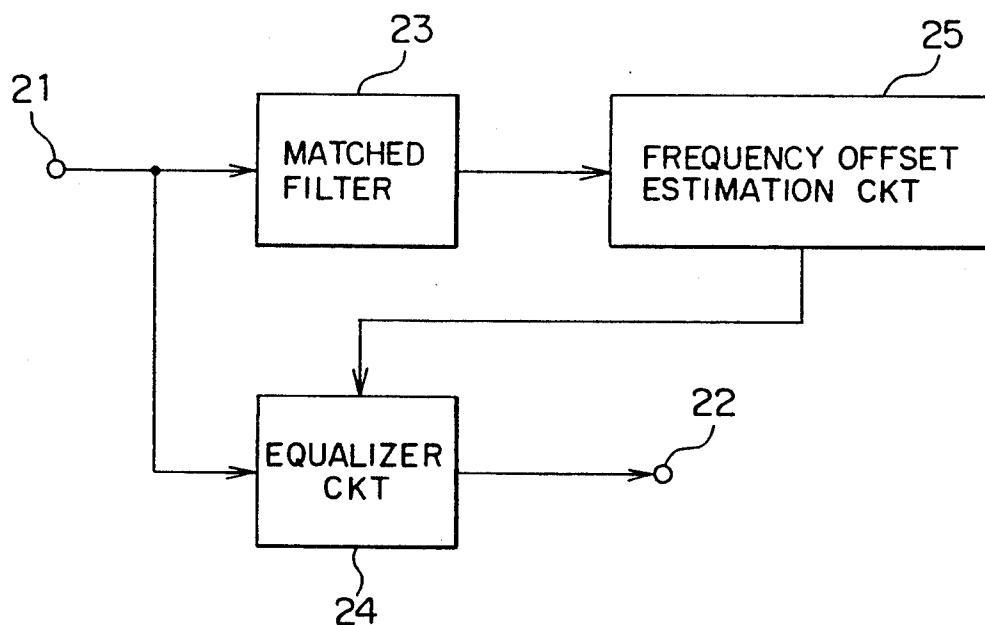 23
25
21
MATCHED
FILTER
FREQUENCY OFFSET
ESTIMATION CKT
22
EQUALIZER
CKT
24